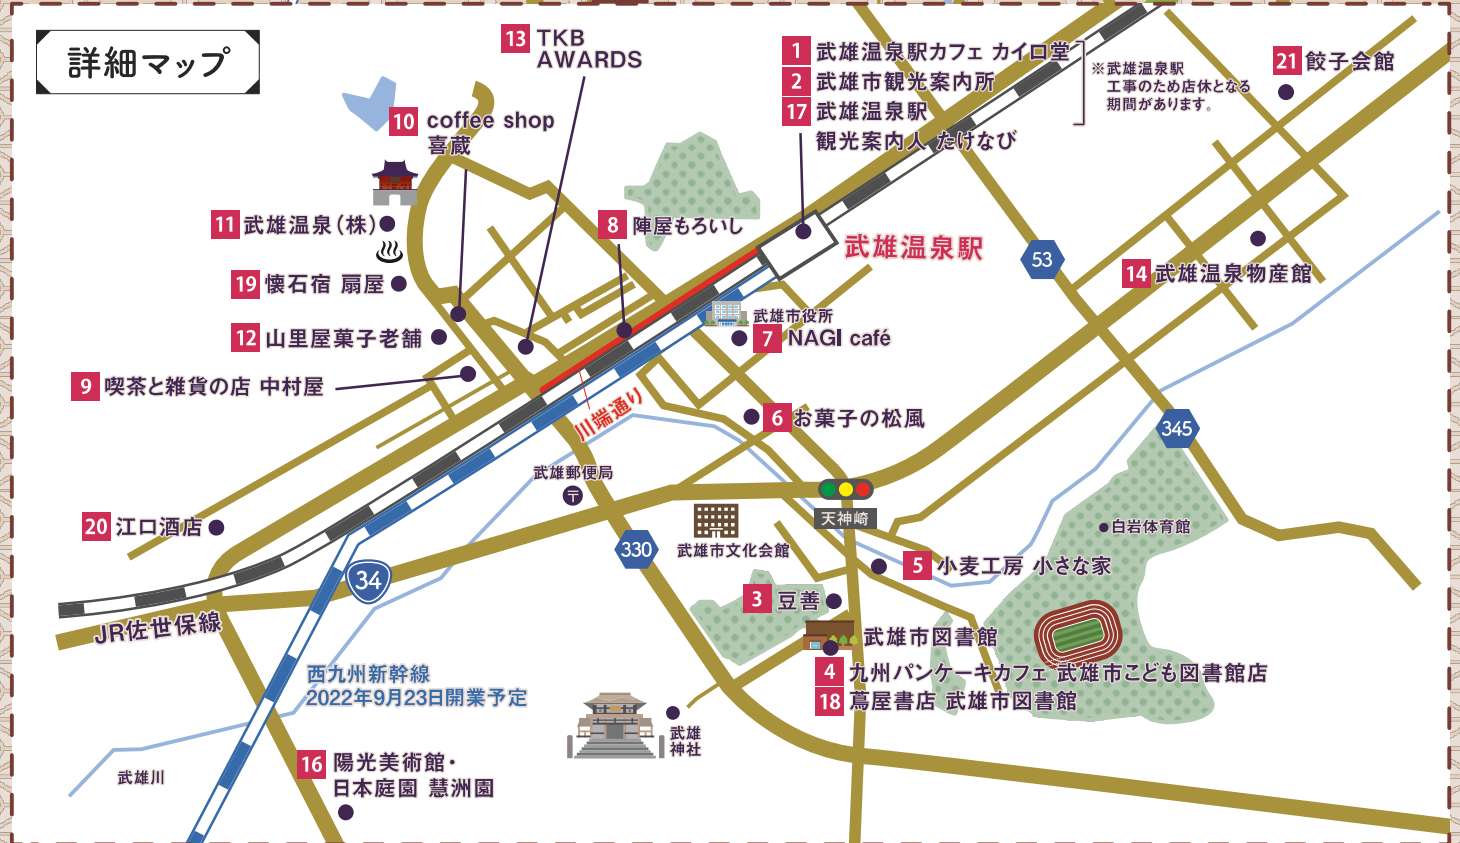 詳細マップ
13 TKB
AWARDS
1 武雄温泉駅カフェ カイロ堂
2 武雄市観光案内所
17 武雄温泉駅
観光案内人 たけなび
※武雄温泉駅
工事のため店休となる
期間があります。
21 餃子会館
10 coffee shop
喜蔵
11 武雄温泉(株)
8 陣屋もろいし
武雄温泉駅
53
14 武雄温泉物産館
19 懐石宿 扇屋
武雄市役所
12 山里屋菓子老舗
7 NAGI café
9 喫茶と雑貨の店 中村屋
川端通り
6 お菓子の松風
345
武雄郵便局
〒
天神崎
20 江口酒店
白岩体育館
330
武雄市文化会館
5 小麦工房 小さな家
34
3 豆善
JR佐世保線
武雄市図書館
西九州新幹線
2022年9月23日開業予定
4 九州パンケーキカフェ 武雄市こども図書館店
18 蔦屋書店 武雄市図書館
武雄
神社
16 陽光美術館・
日本庭園 慧洲園
武雄川